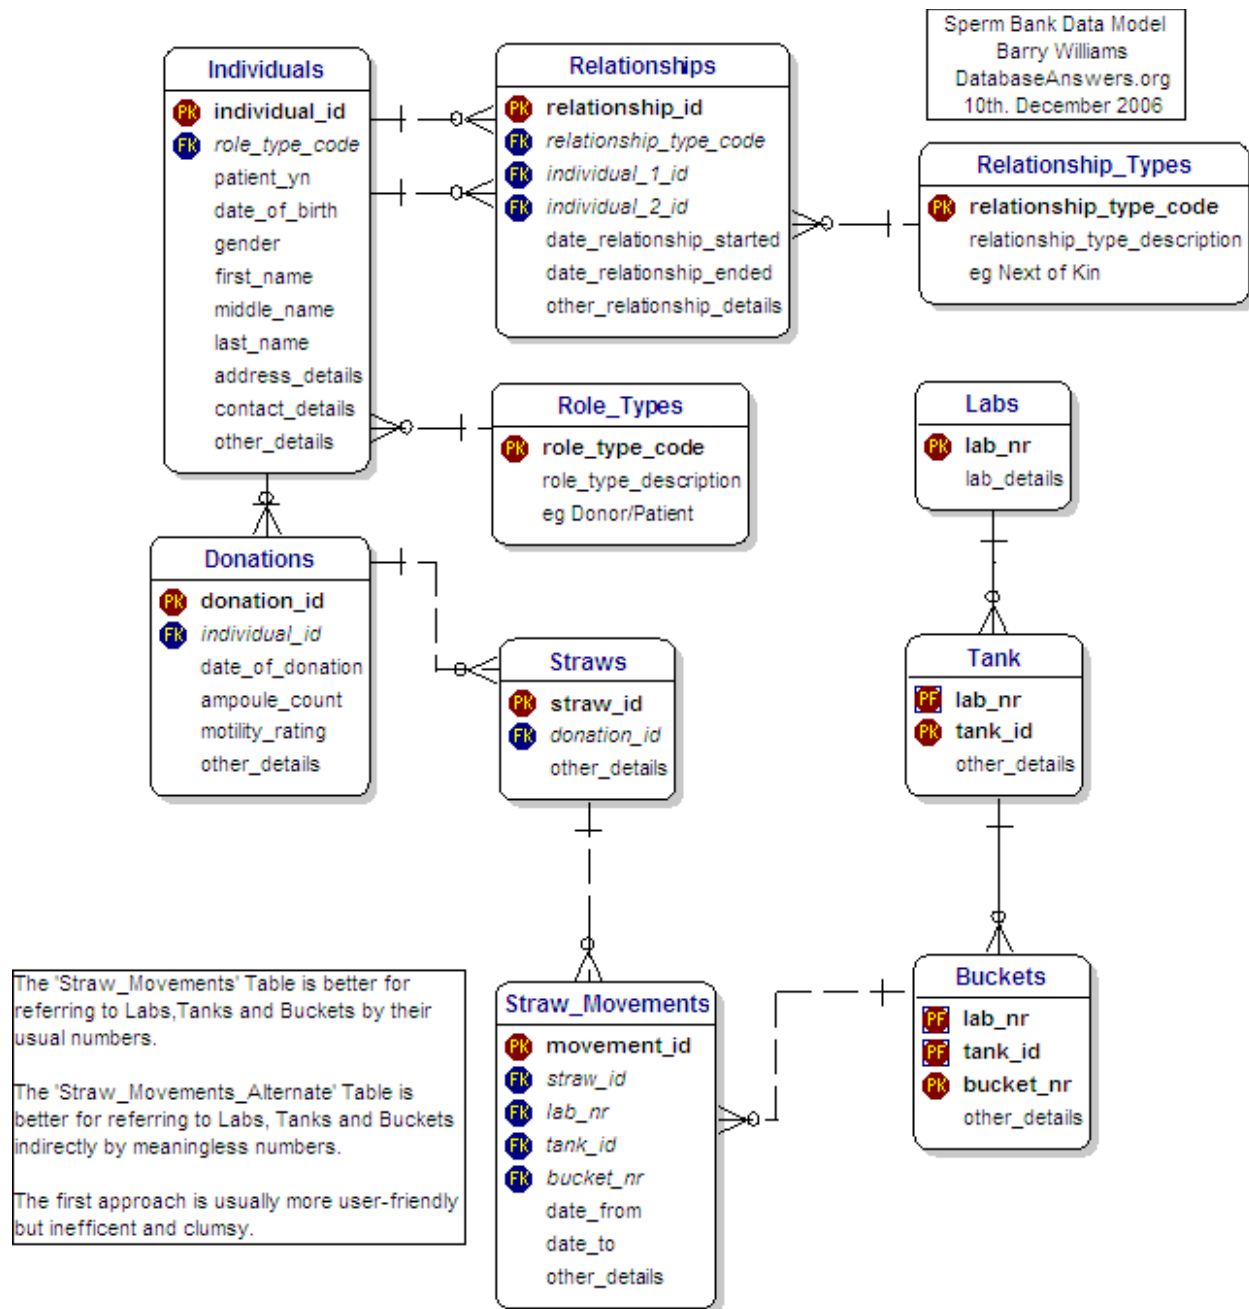 Sperm Bank Data Model
Barry Williams
DatabaseAnswers.org
10th. December 2006
Individuals
PK individual_id
FK role_type_code
patient_yn
date_of_birth
gender
first_name
middle_name
last_name
address_details
contact_details
other_details
Relationships
PK relationship_id
FK relationship_type_code
FK individual_1_id
FK individual_2_id
date_relationship_started
date_relationship_ended
other_relationship_details
Relationship_Types
PK relationship_type_code
relationship_type_description
eg Next of Kin
Role_Types
PK role_type_code
role_type_description
eg Donor/Patient
Labs
PK lab_nr
lab_details
Donations
PK donation_id
FK individual_id
date_of_donation
ampoule_count
motility_rating
other_details
Straws
PK straw_id
FK donation_id
other_details
Tank
PF lab_nr
PK tank_id
other_details
The 'Straw_Movements' Table is better for
referring to Labs,Tanks and Buckets by their
usual numbers.
The 'Straw_Movements_Alternate' Table is
better for referring to Labs, Tanks and Buckets
indirectly by meaningless numbers.
The first approach is usually more user-friendly
but inefficent and clumsy.
Straw_Movements
PK movement_id
FK straw_id
FK lab_nr
FK tank_id
FK bucket_nr
date_from
date_to
other_details
Buckets
PF lab_nr
PF tank_id
PK bucket_nr
other_details